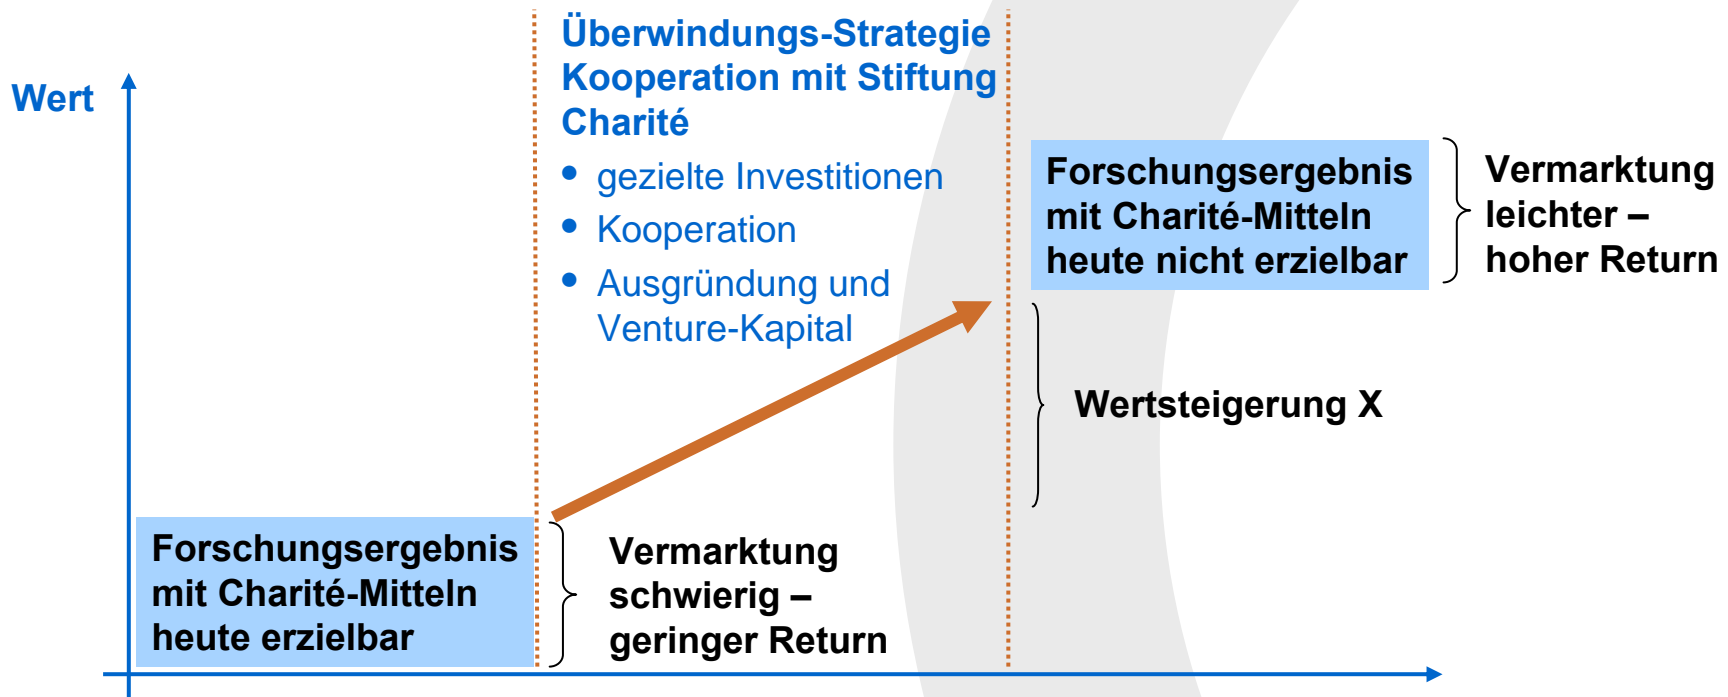 Wert
Überwindungs-Strategie
Kooperation mit Stiftung
Charité
• gezielte Investitionen
• Kooperation
• Ausgründung und
Venture-Kapital
Forschungsergebnis
mit Charité-Mitteln
heute nicht erzielbar
Vermarktung
leichter –
hoher Return
Wertsteigerung X
Forschungsergebnis
mit Charité-Mitteln
heute erzielbar
Vermarktung
schwierig –
geringer Return